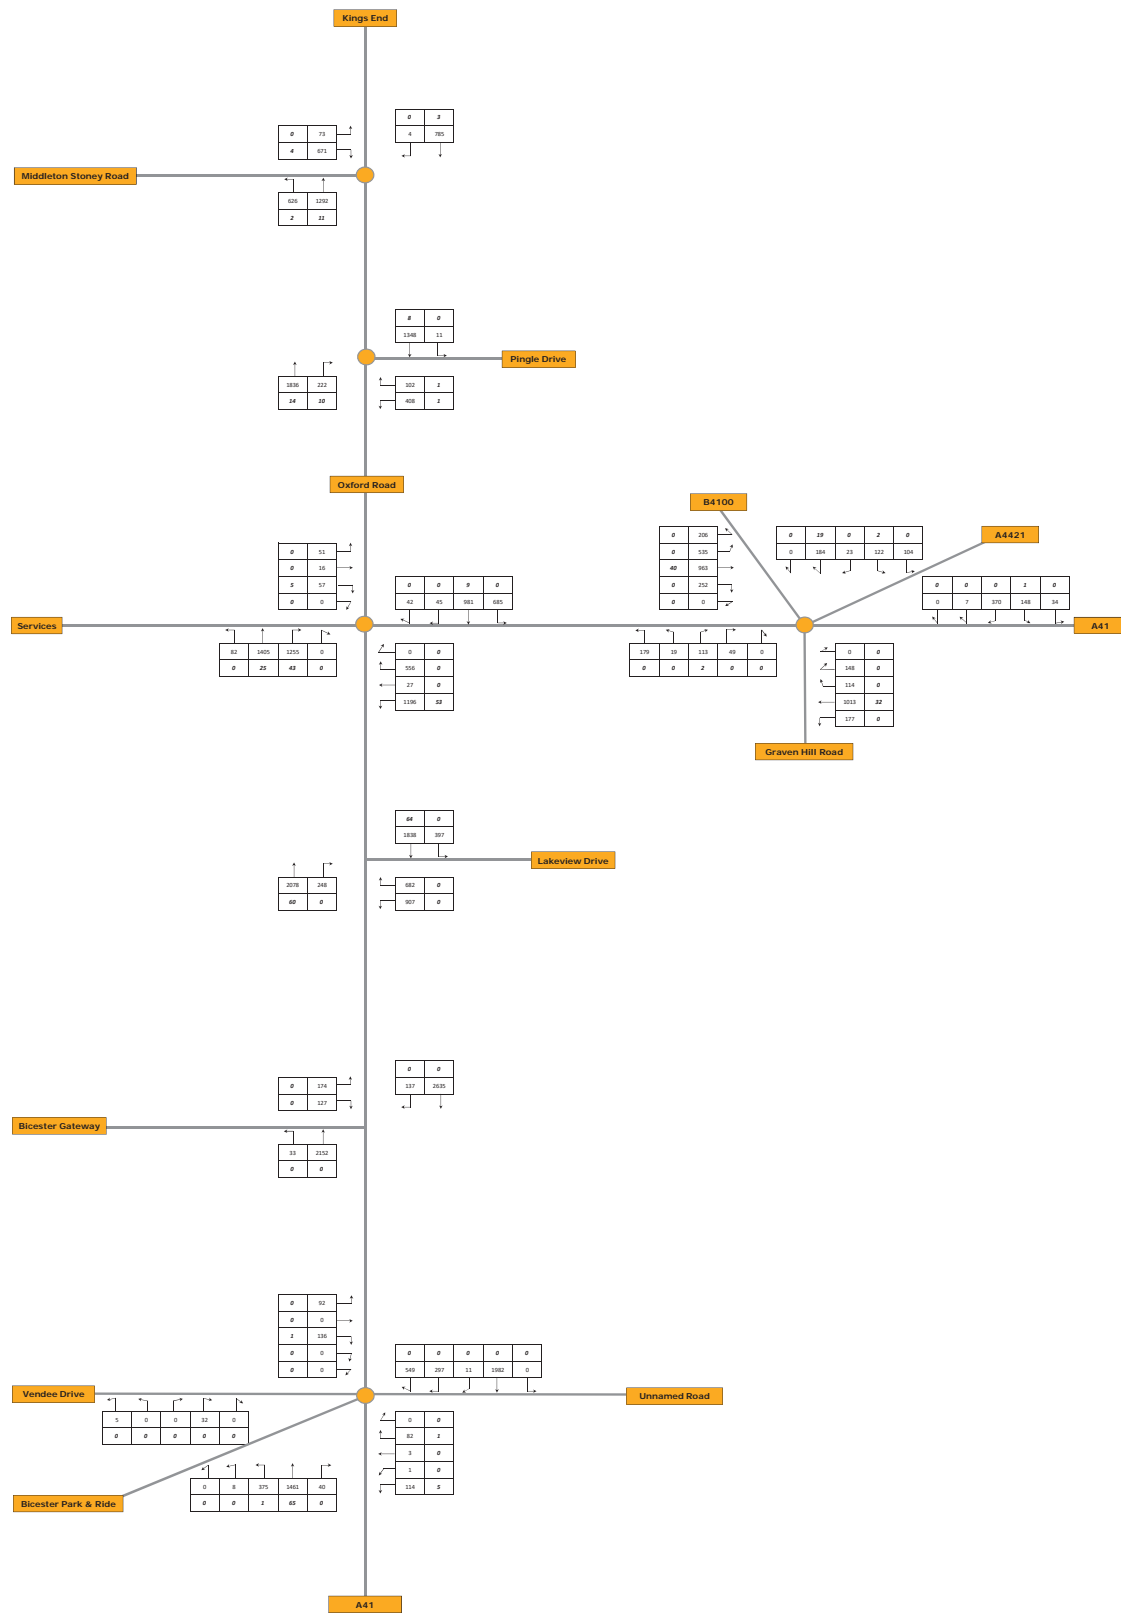 Kings End
0 3
4 785
0 73
4 671
Middleton Stoney Road
626 1292
2 11
8 0
1348 11
Pingle Drive
1836 222
14 10
102 1
408 1
Oxford Road
B4100
A4421
0 51
0 16
5 57
0 0
0 0 9 0
42 45 981 685
0 206
0 535
40 963
0 252
0 0
0 19 0 2 0
0 184 23 122 104
0 0 0 1 0
0 7 370 148 34
Services
A41
82 1405 1255 0
0 25 43 0
0 0
556 0
27 0
1196 53
179 19 113 49 0
0 0 2 0 0
0 0
148 0
114 0
1013 32
177 0
Graven Hill Road
64 0
1838 397
Lakeview Drive
2078 248
60 0
682 0
907 0
0 0
137 2635
0 174
0 127
Bicester Gateway
33 2152
0 0
0 92
0 0
1 136
0 0
0 0
0 0 0 0 0
549 297 11 1982 0
Vendee Drive
Unnamed Road
5 0 0 32 0
0 0 0 0 0
0 0
82 1
3 0
1 0
114 5
0 8 375 1461 40
0 0 1 65 0
Bicester Park & Ride
A41